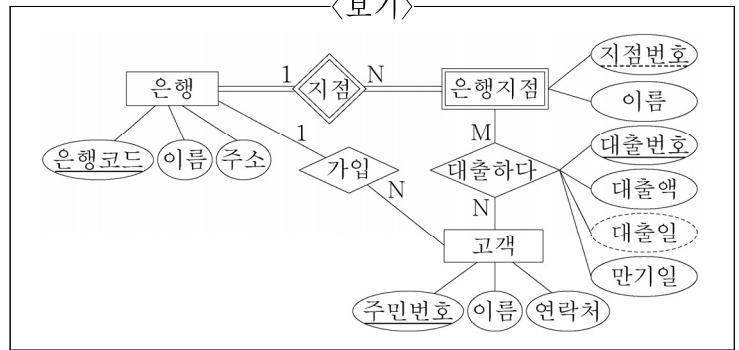 <보기>
지점번호
1 지점 N
은행 은행지점
이름
1 M 대출번호
은행코드 이름 주소
가입 대출하다 대출액
N N 대출일
고객
만기일
주민번호 이름 연락처